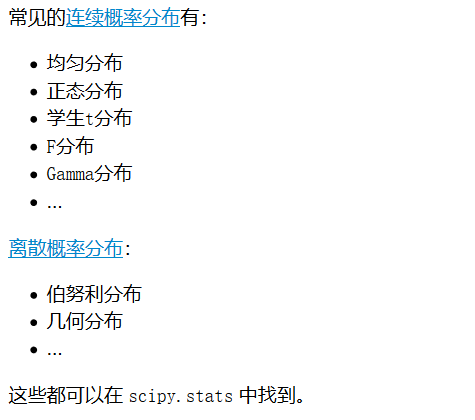 常见的连续概率分布有：
• 均匀分布
• 正态分布
• 学生t分布
• F分布
• Gamma分布
• ...
离散概率分布：
• 伯努利分布
• 几何分布
• ...
这些都可以在 scipy.stats 中找到。